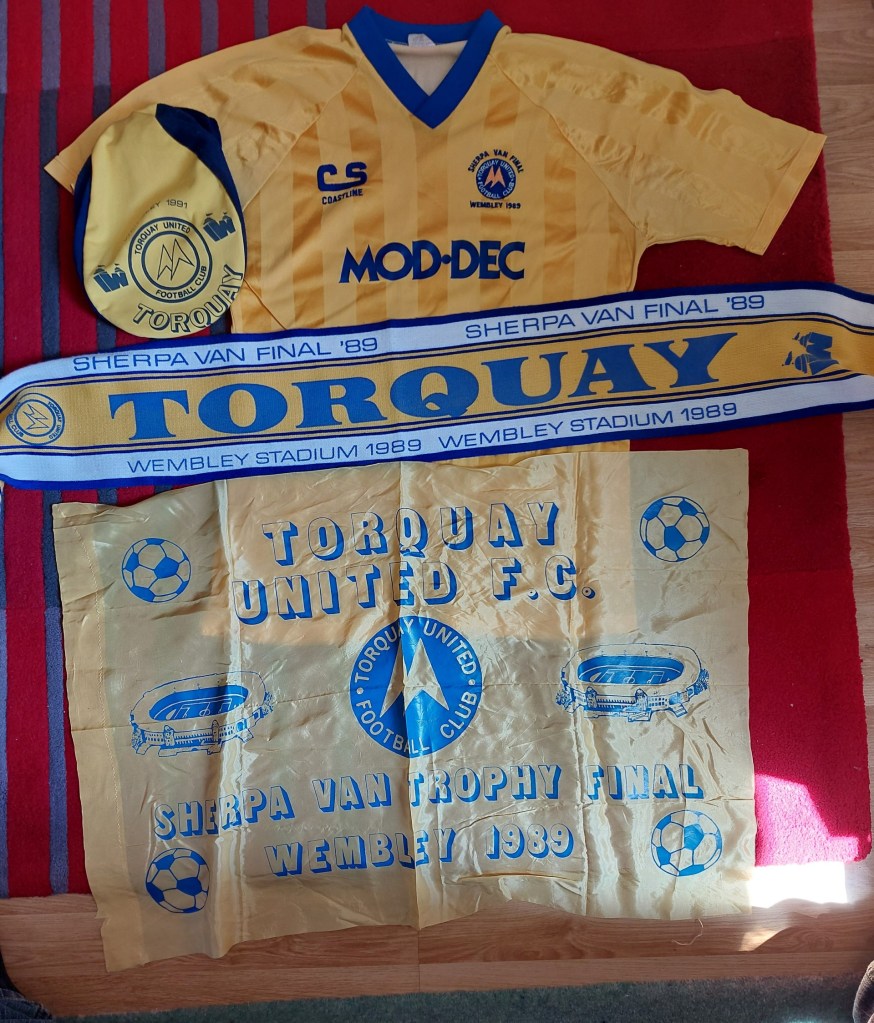 CS
COASTLINE
SHERPA VAN FINAL
TORQUAY UNITED
FOOTBALL CLUB
WEMBLEY 1989
MOD·DEC
1991
TORQUAY UNITED
FOOTBALL CLUB
TORQUAY
SHERPA VAN FINAL '89 SHERPA VAN FINAL '89
TORQUAY
WEMBLEY STADIUM 1989 WEMBLEY STADIUM 1989
TORQUAY
UNITED F.C.
TORQUAY UNITED
FOOTBALL CLUB
SHERPA VAN TROPHY FINAL
WEMBLEY 1989